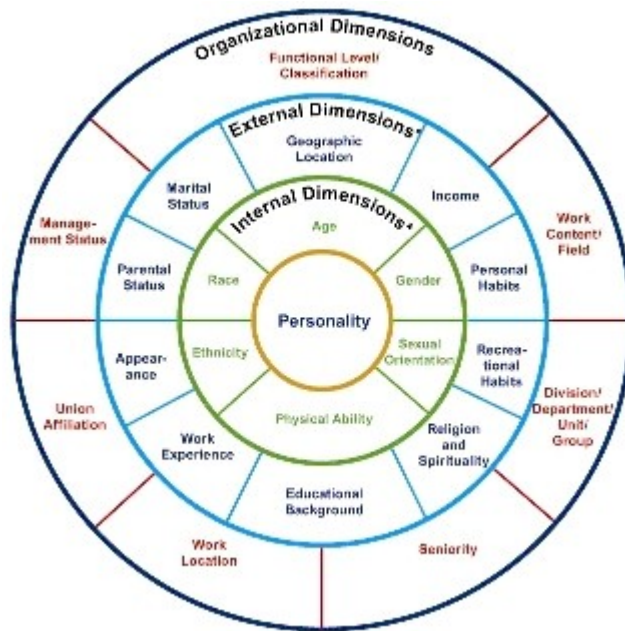 Organizational Dimensions
Functional Level/
Classification
External Dimensions*
Geographic
Location
Marital
Status
Income
Internal Dimensions*
Age
Manage-
ment Status
Work
Content/
Field
Parental
Status
Race
Gender
Personal
Habits
Personality
Appear-
ance
Ethnicity
Sexual
Orientation
Recrea-
tional
Habits
Union
Affiliation
Division/
Department/
Unit/
Group
Physical Ability
Work
Experience
Religion
and
Spirituality
Educational
Background
Work
Location
Seniority